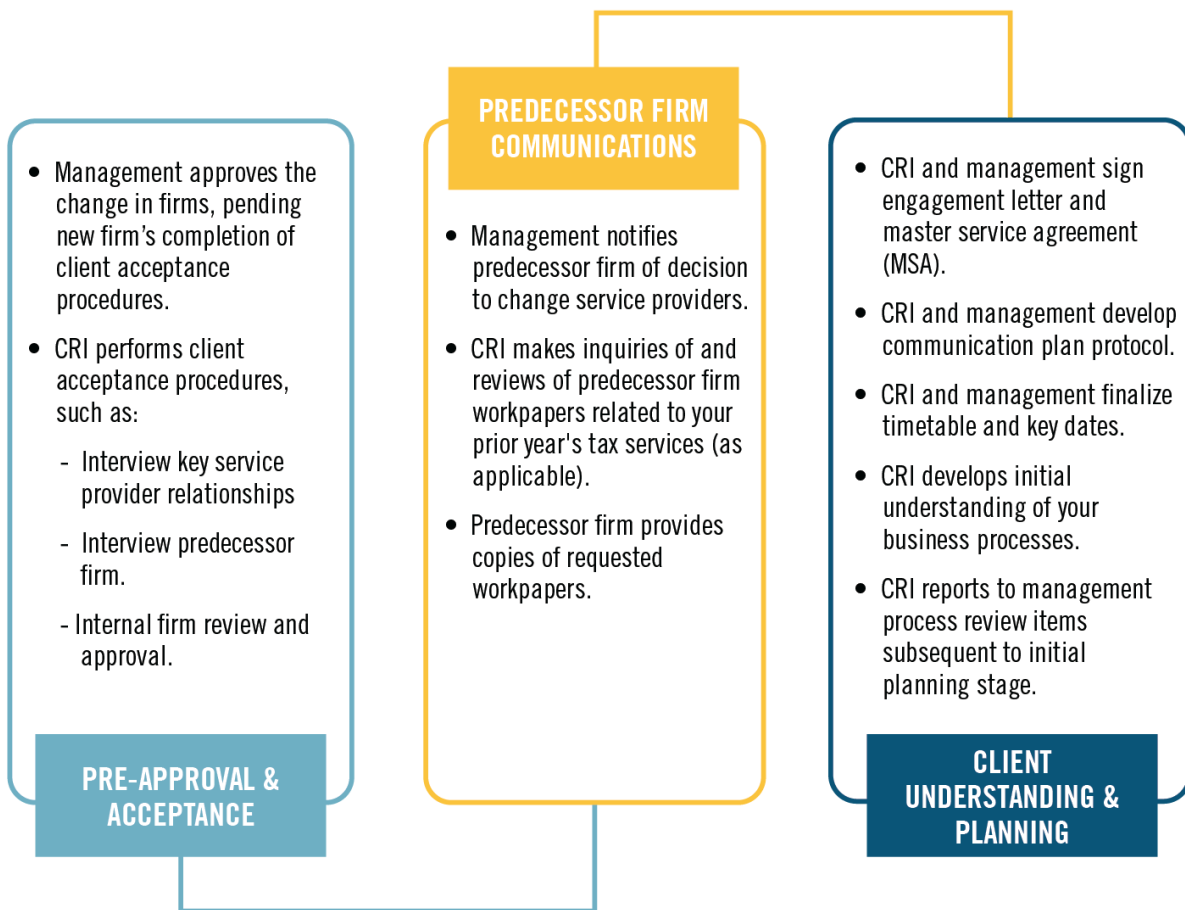 • Management approves the
change in firms, pending
new firm’s completion of
client acceptance
procedures.
• CRI performs client
acceptance procedures,
such as:
- Interview key service
provider relationships
- Interview predecessor
firm.
- Internal firm review and
approval.
PRE-APPROVAL &
ACCEPTANCE
PREDECESSOR FIRM
COMMUNICATIONS
• Management notifies
predecessor firm of decision
to change service providers.
• CRI makes inquiries of and
reviews of predecessor firm
workpapers related to your
prior year's tax services (as
applicable).
• Predecessor firm provides
copies of requested
workpapers.
• CRI and management sign
engagement letter and
master service agreement
(MSA).
• CRI and management develop
communication plan protocol.
• CRI and management finalize
timetable and key dates.
• CRI develops initial
understanding of your
business processes.
• CRI reports to management
process review items
subsequent to initial
planning stage.
CLIENT
UNDERSTANDING &
PLANNING